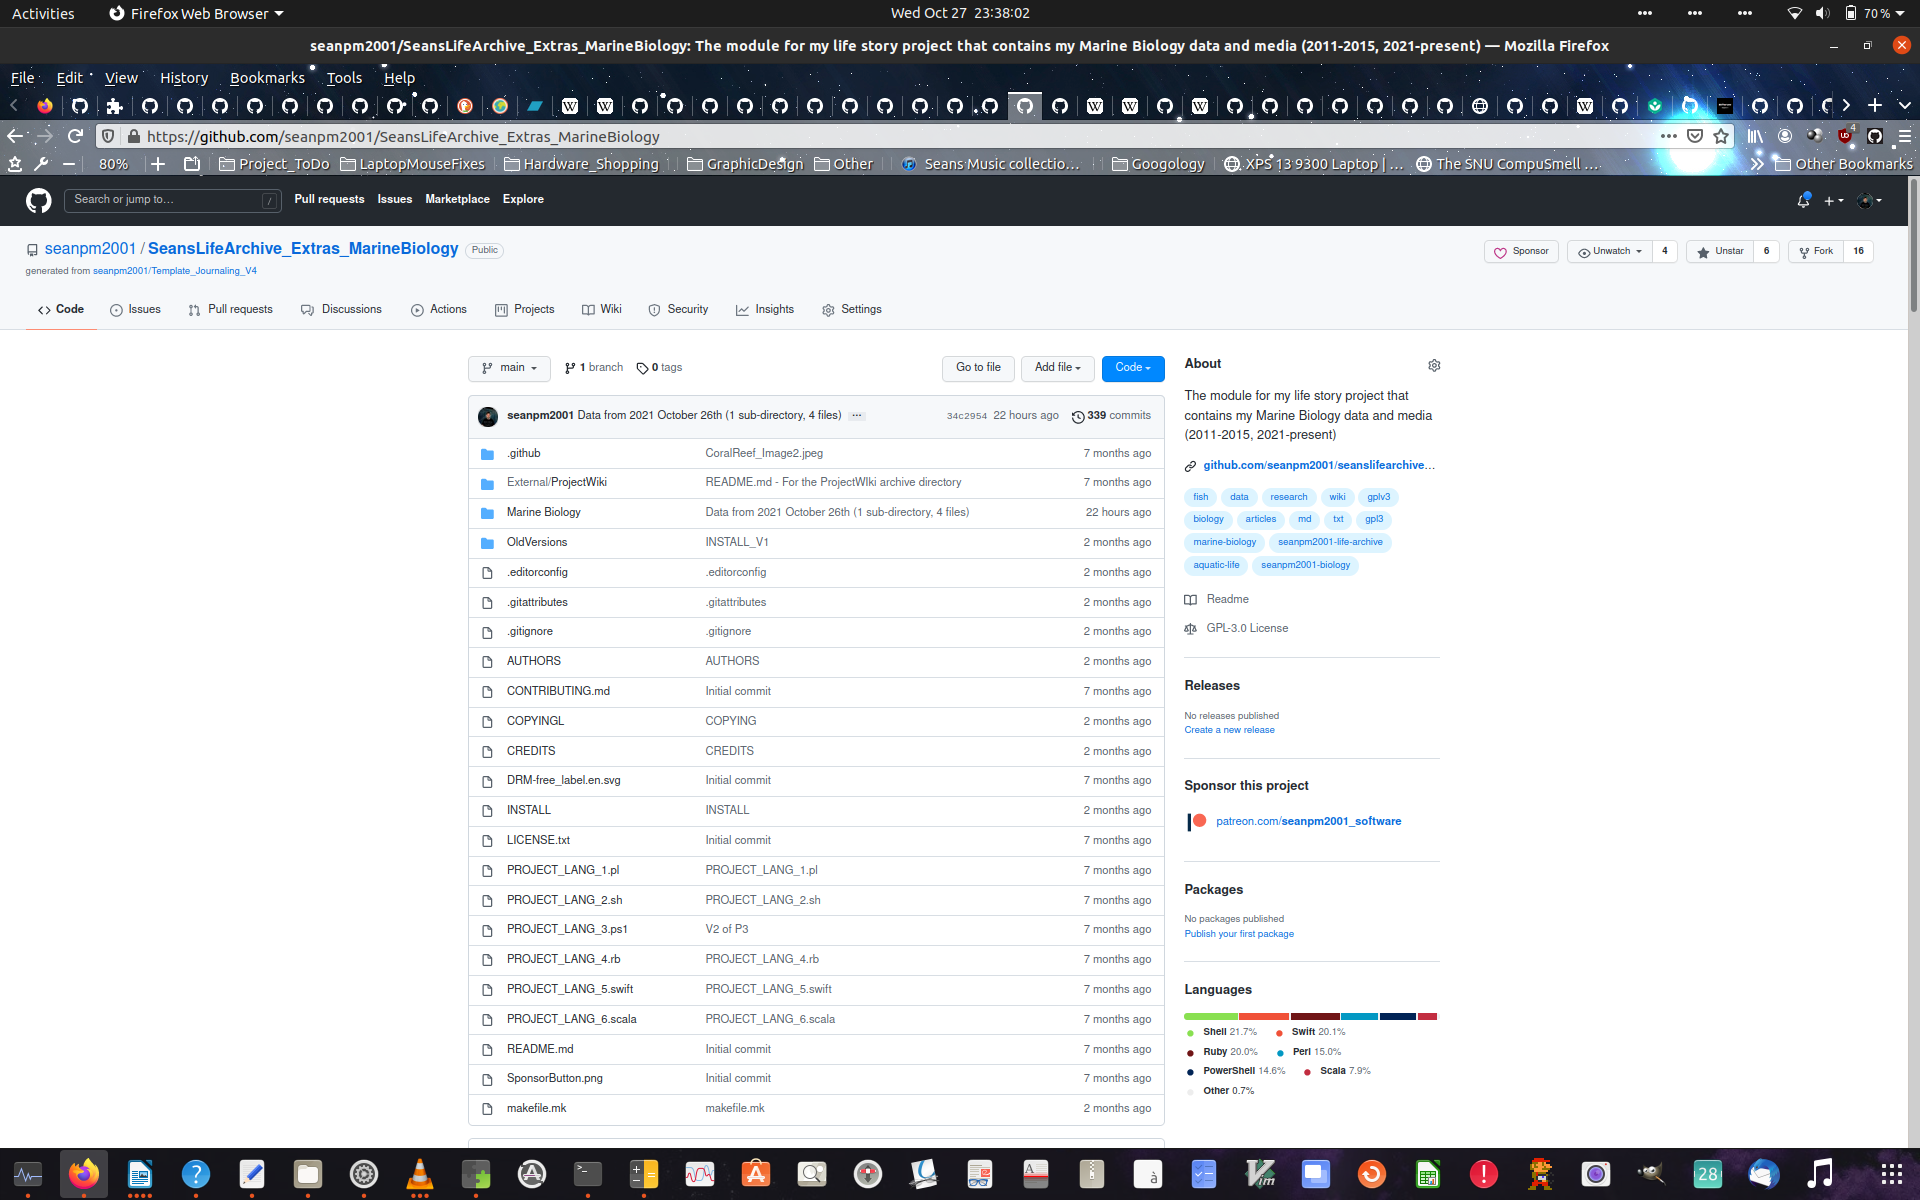 Activities Firefox Web Browser Wed Oct 27 23:38:02 70 %
seanpm2001/SeansLifeArchive_Extras_MarineBiology: The module for my life story project that contains my Marine Biology data and media (2011-2015, 2021-present) — Mozilla Firefox
File Edit View History Bookmarks Tools Help
https://github.com/seanpm2001/SeansLifeArchive_Extras_MarineBiology
80% Project_ToDo LaptopMouseFixes Hardware_Shopping GraphicDesign Other Seans Music collectio… Googology XPS 13 9300 Laptop | … The SNU CompuSmell … Other Bookmarks
Search or jump to… / Pull requests Issues Marketplace Explore
seanpm2001 / SeansLifeArchive_Extras_MarineBiology Public Sponsor Unwatch 4 Unstar 6 Fork 16
generated from seanpm2001/Template_Journaling_V4
Code Issues Pull requests Discussions Actions Projects Wiki Security Insights Settings
main 1 branch 0 tags Go to file Add file Code
seanpm2001 Data from 2021 October 26th (1 sub-directory, 4 files) ... 34c2954 22 hours ago 339 commits
.github CoralReef_Image2.jpeg 7 months ago
External/ProjectWiki README.md - For the ProjectWIki archive directory 7 months ago
Marine Biology Data from 2021 October 26th (1 sub-directory, 4 files) 22 hours ago
OldVersions INSTALL_V1 2 months ago
.editorconfig .editorconfig 2 months ago
.gitattributes .gitattributes 2 months ago
.gitignore .gitignore 2 months ago
AUTHORS AUTHORS 2 months ago
CONTRIBUTING.md Initial commit 7 months ago
COPYINGL COPYING 2 months ago
CREDITS CREDITS 2 months ago
DRM-free_label.en.svg Initial commit 7 months ago
INSTALL INSTALL 2 months ago
LICENSE.txt Initial commit 7 months ago
PROJECT_LANG_1.pl PROJECT_LANG_1.pl 7 months ago
PROJECT_LANG_2.sh PROJECT_LANG_2.sh 7 months ago
PROJECT_LANG_3.ps1 V2 of P3 7 months ago
PROJECT_LANG_4.rb PROJECT_LANG_4.rb 7 months ago
PROJECT_LANG_5.swift PROJECT_LANG_5.swift 7 months ago
PROJECT_LANG_6.scala PROJECT_LANG_6.scala 7 months ago
README.md Initial commit 7 months ago
SponsorButton.png Initial commit 7 months ago
makefile.mk makefile.mk 2 months ago
About
The module for my life story project that
contains my Marine Biology data and media
(2011-2015, 2021-present)
github.com/seanpm2001/seanslifearchive…
fish data research wiki gplv3
biology articles md txt gpl3
marine-biology seanpm2001-life-archive
aquatic-life seanpm2001-biology
Readme
GPL-3.0 License
Releases
No releases published
Create a new release
Sponsor this project
patreon.com/seanpm2001_software
Packages
No packages published
Publish your first package
Languages
Shell 21.7% Swift 20.1%
Ruby 20.0% Perl 15.0%
PowerShell 14.6% Scala 7.9%
Other 0.7%
28